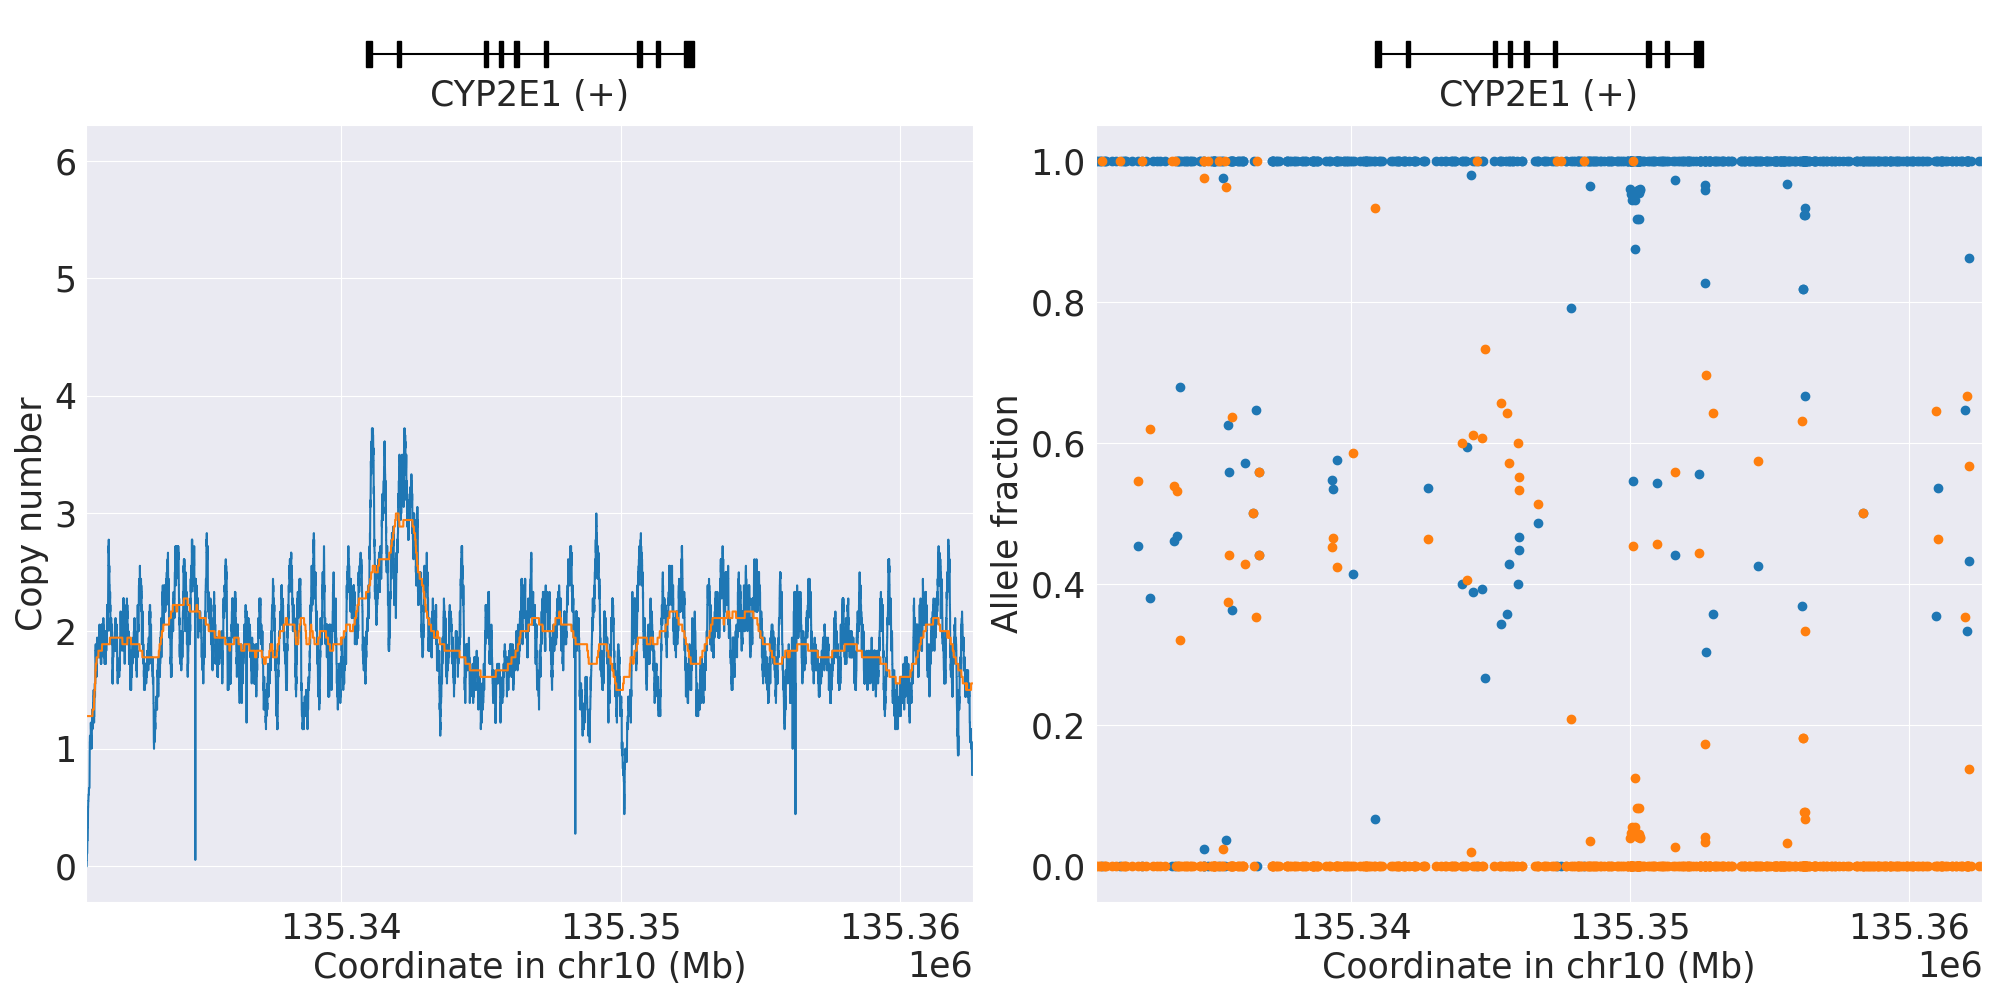 CYP2E1 (+)
6
5
4
3
2
1
0
Copy number
135.34 135.35 135.36
Coordinate in chr10 (Mb) 1e6
CYP2E1 (+)
1.0
0.8
0.6
0.4
0.2
0.0
Allele fraction
135.34 135.35 135.36
Coordinate in chr10 (Mb) 1e6